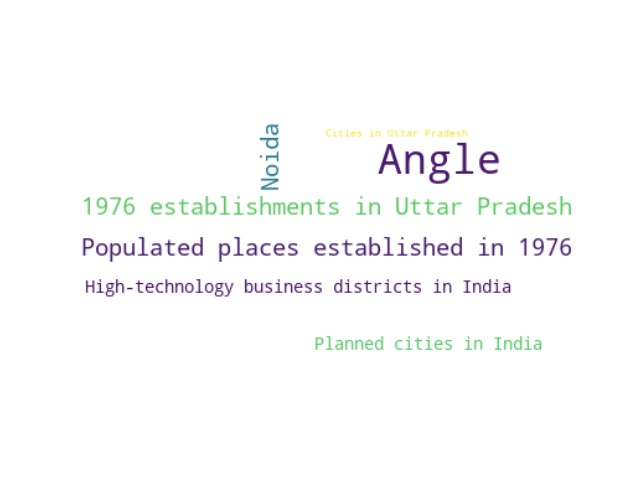 Noida
Cities in Uttar Pradesh
Angle
1976 establishments in Uttar Pradesh
Populated places established in 1976
High-technology business districts in India
Planned cities in India